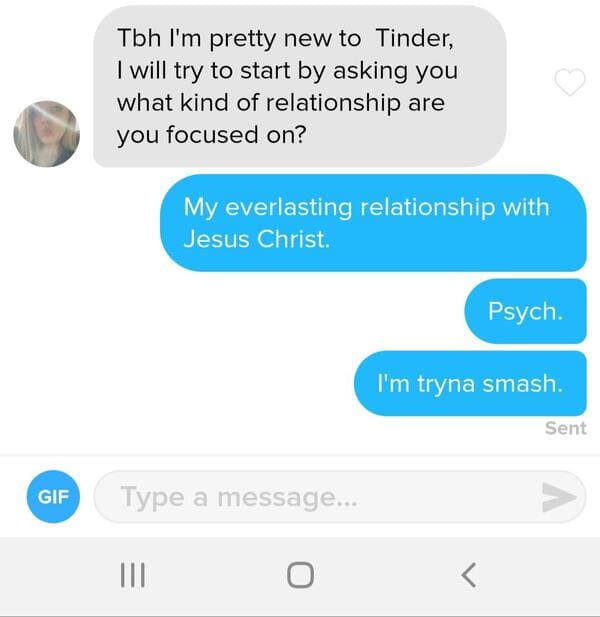 Tbh I'm pretty new to  Tinder,
I will try to start by asking you
what kind of relationship are
you focused on?
My everlasting relationship with
Jesus Christ.
Psych.
I'm tryna smash.
Sent
GIF
Type a message...